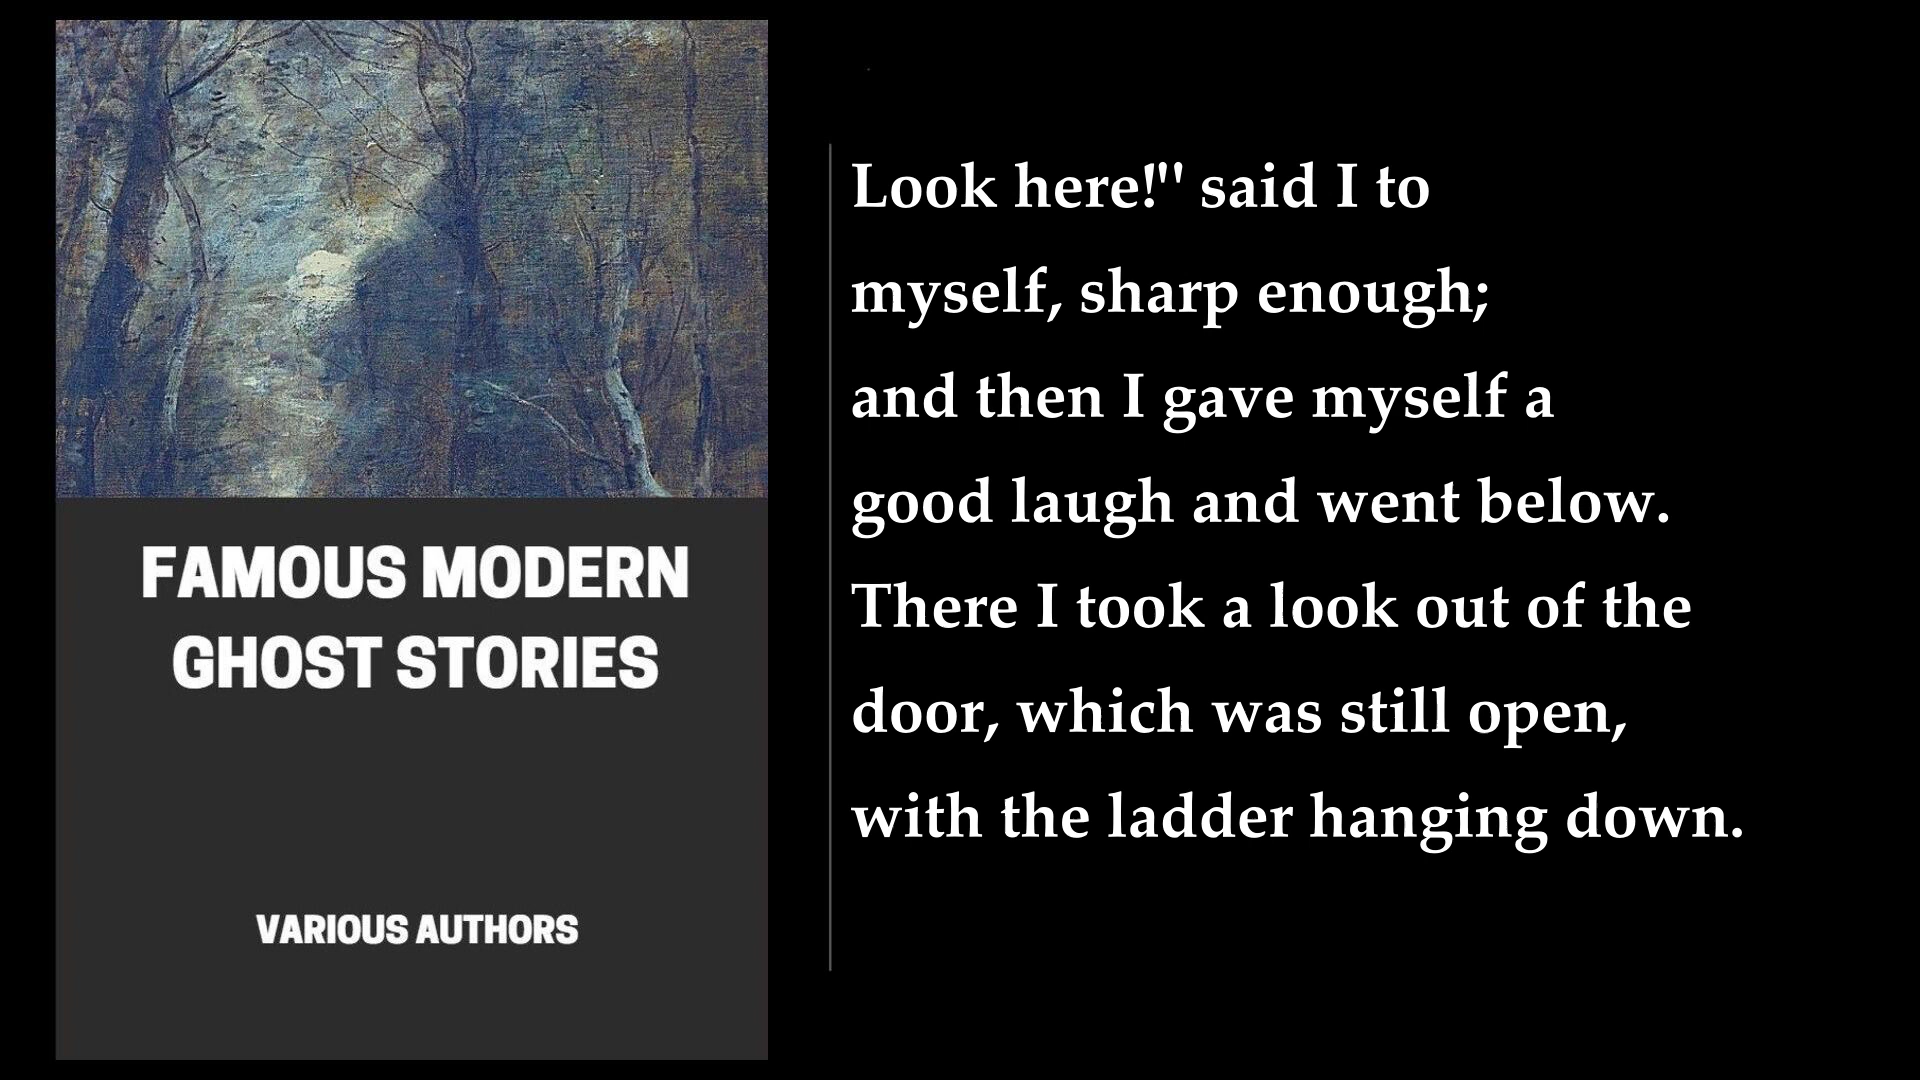 FAMOUS MODERN
GHOST STORIES
VARIOUS AUTHORS
Look here!" said I to
myself, sharp enough;
and then I gave myself a
good laugh and went below.
There I took a look out of the
door, which was still open,
with the ladder hanging down.